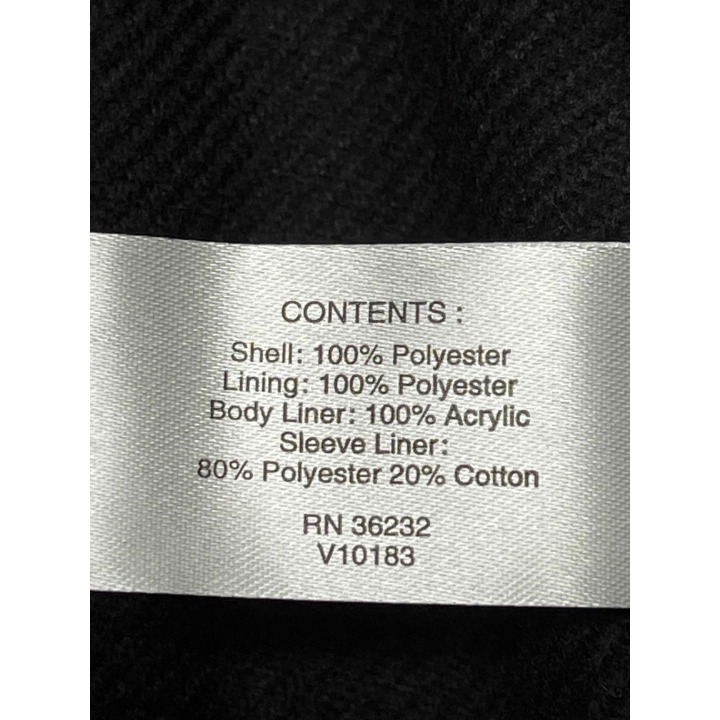 CONTENTS :
Shell: 100% Polyester
Lining: 100% Polyester
Body Liner: 100% Acrylic
Sleeve Liner:
80% Polyester 20% Cotton
RN 36232
V10183